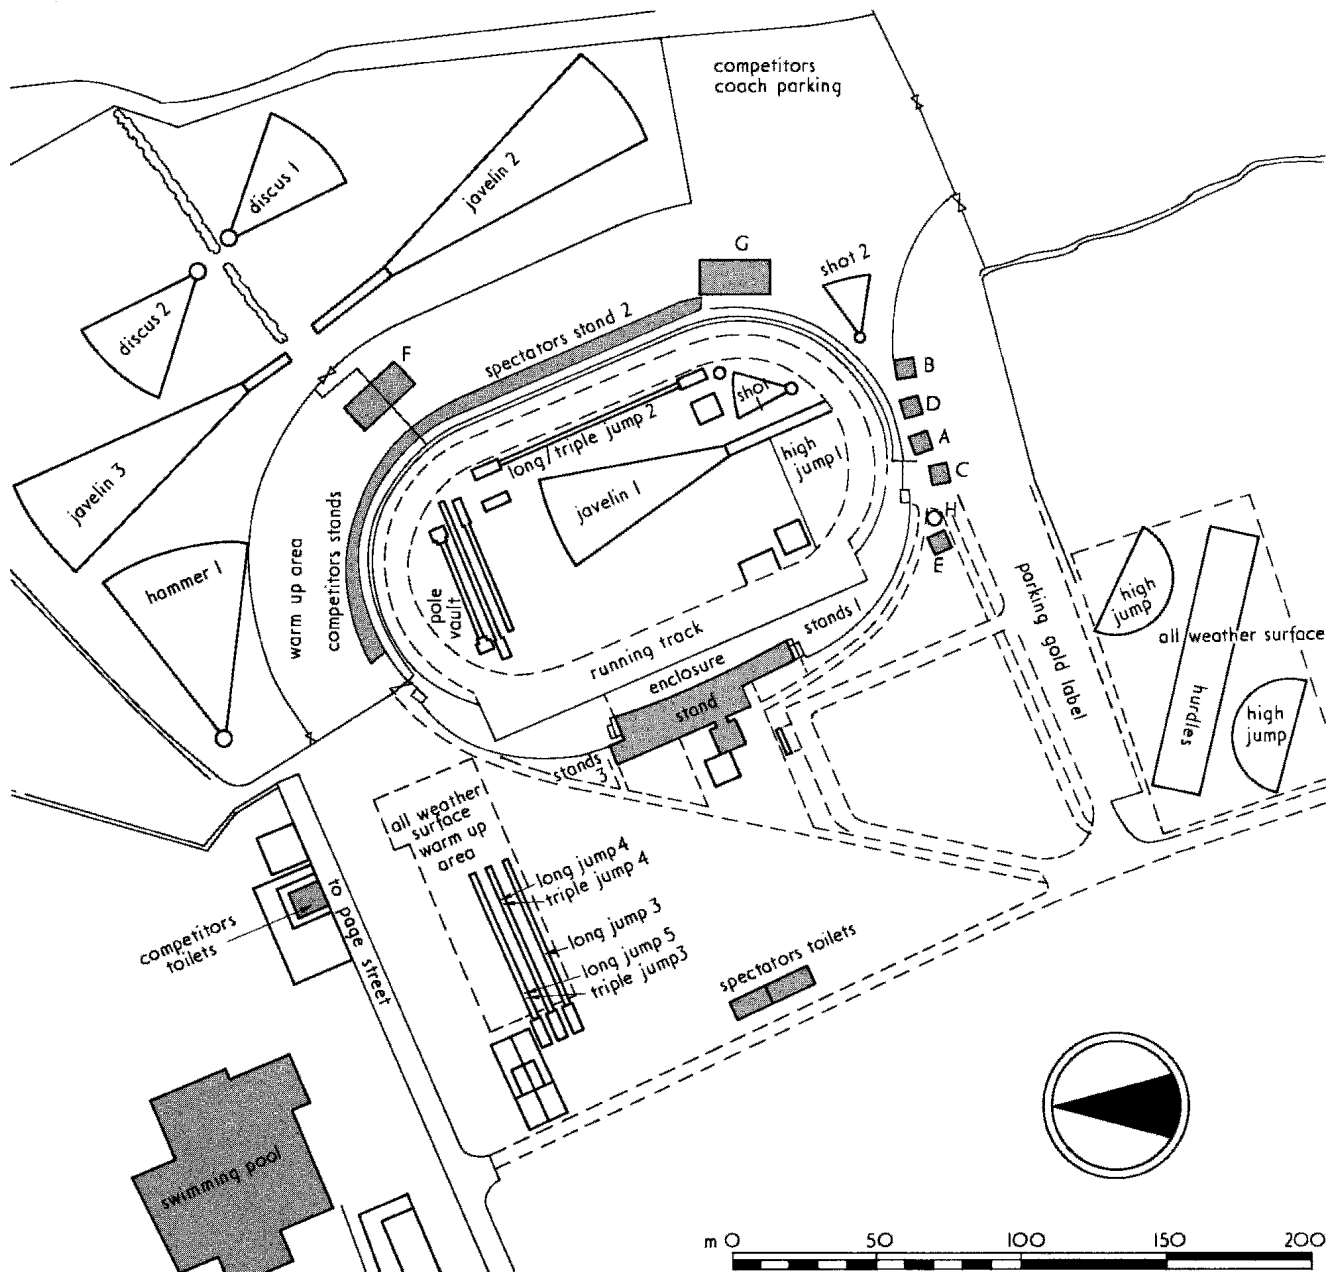 competitors
coach parking
discus 1
javelin 2
discus 2
javelin 3
hammer 1
G
shot 2
F
spectators stand 2
B
D
A
C
H
E
shot
1
long/triple jump 2
high
jump 1
javelin 1
competitors stands
warm up area
pole
vault
running track
enclosure
stand
stands 1
stands
3
parking gold label
high
jump
all weather surface
hurdles
high
jump
all weather
surface
warm up
area
long jump 4
triple jump 4
long jump 3
long jump 5
triple jump3
competitors
toilets
to page street
spectators toilets
swimming pool
m 0 50 100 150 200